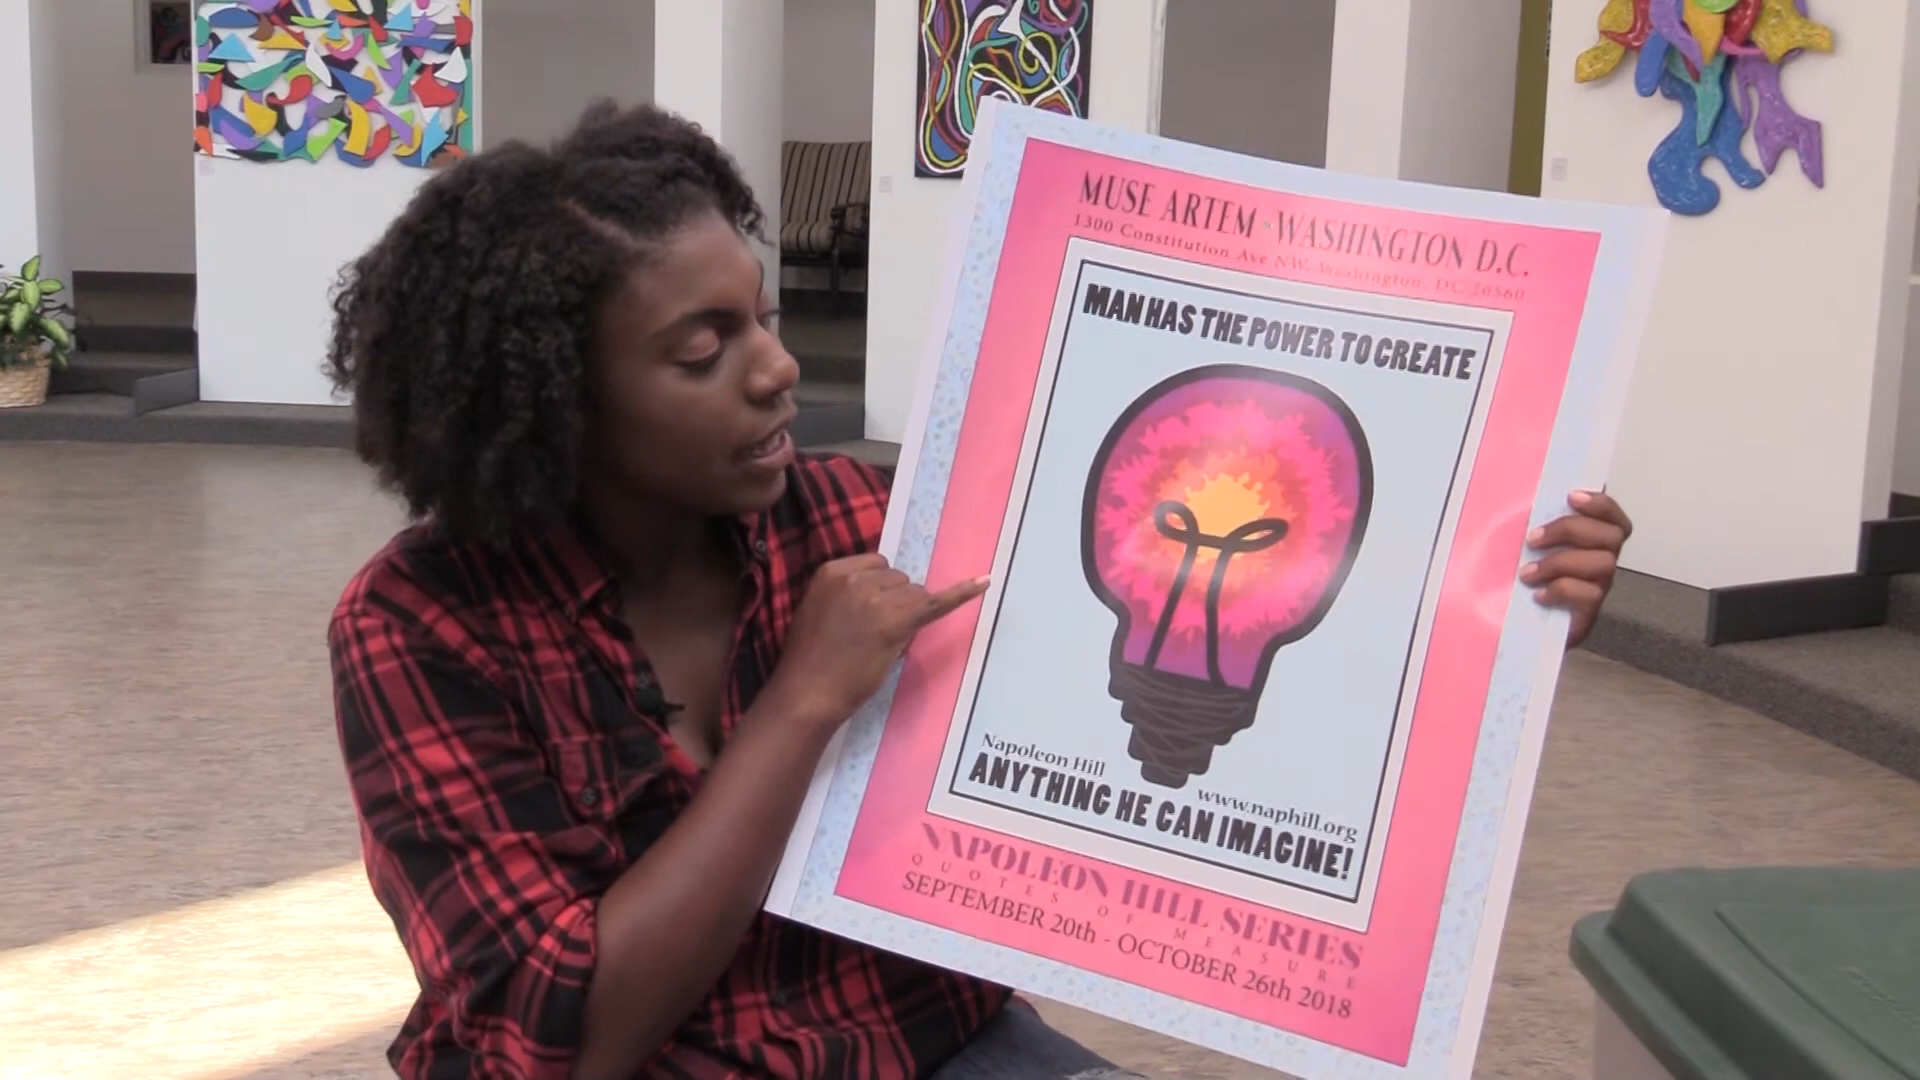 MUSE ARTEM • WASHINGTON D.C.
1300 Constitution Ave NW, Washington, DC 20560
MAN HAS THE POWER TO CREATE
Napoleon Hill
www.naphill.org
ANYTHING HE CAN IMAGINE!
NAPOLEON HILL SERIES
QUOTES OF MEASURE
SEPTEMBER 20th - OCTOBER 26th 2018